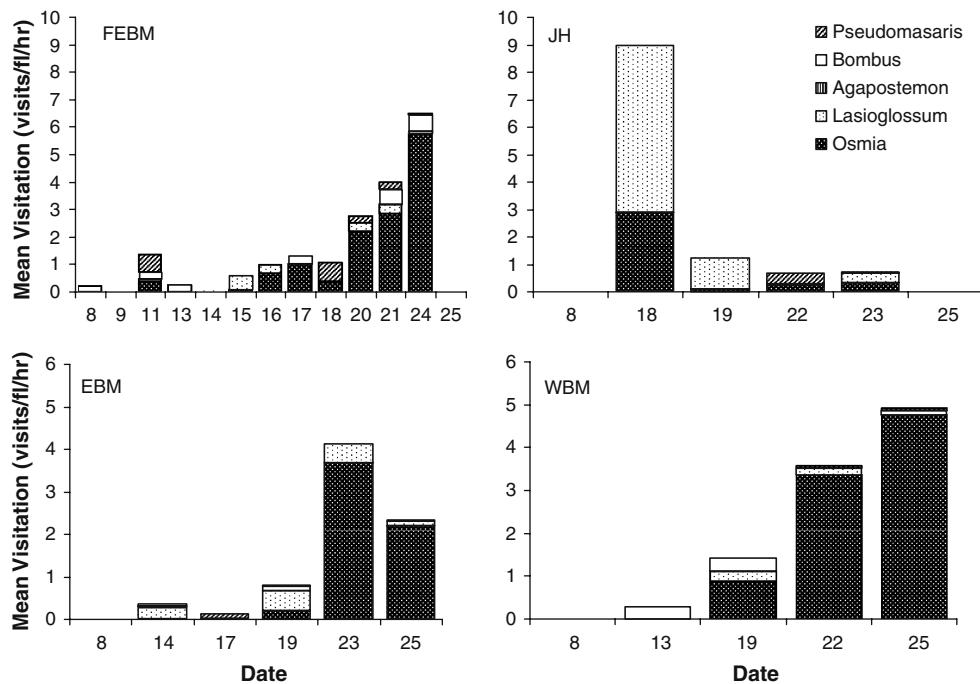 FEBM
Mean Visitation (visits/fl/hr)
10
9
8
7
6
5
4
3
2
1
0
8 9 11 13 14 15 16 17 18 20 21 24 25
JH
Pseudomasaris
Bombus
Agapostemon
Lasioglossum
Osmia
10
9
8
7
6
5
4
3
2
1
0
8 18 19 22 23 25
EBM
Mean Visitation (visits/fl/hr)
6
5
4
3
2
1
0
8 14 17 19 23 25
Date
WBM
6
5
4
3
2
1
0
8 13 19 22 25
Date